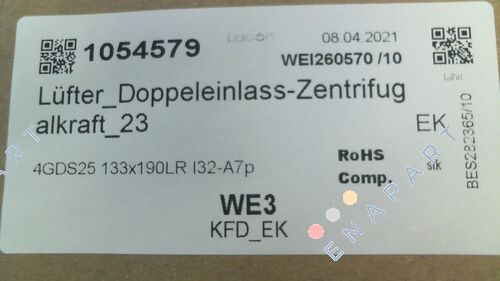 1054579
08.04.2021
WEI260570 /10
Lüfter_Doppeleinlass-Zentrifug
alkraft_23
EK
4GDS25 133x190LR I32-A7p
RoHS
Comp.
Stk
BES282365/10
WE3
KFD_EK
ENAPART